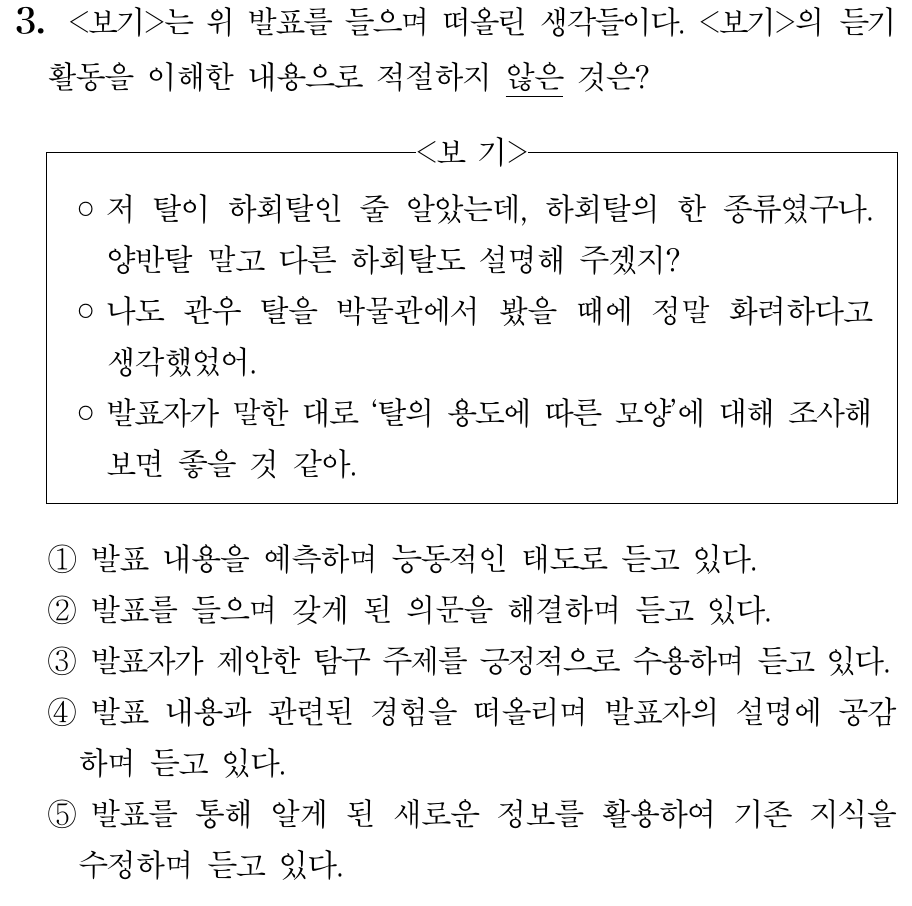 3. <보기>는 위 발표를 들으며 떠올린 생각들이다. <보기>의 듣기
활동을 이해한 내용으로 적절하지 않은 것은?
<보 기>
○ 저 탈이 하회탈인 줄 알았는데, 하회탈의 한 종류였구나.
양반탈 말고 다른 하회탈도 설명해 주겠지?
○ 나도 관우 탈을 박물관에서 봤을 때에 정말 화려하다고
생각했었어.
○ 발표자가 말한 대로 ‘탈의 용도에 따른 모양’에 대해 조사해
보면 좋을 것 같아.
① 발표 내용을 예측하며 능동적인 태도로 듣고 있다.
② 발표를 들으며 갖게 된 의문을 해결하며 듣고 있다.
③ 발표자가 제안한 탐구 주제를 긍정적으로 수용하며 듣고 있다.
④ 발표 내용과 관련된 경험을 떠올리며 발표자의 설명에 공감
하며 듣고 있다.
⑤ 발표를 통해 알게 된 새로운 정보를 활용하여 기존 지식을
수정하며 듣고 있다.